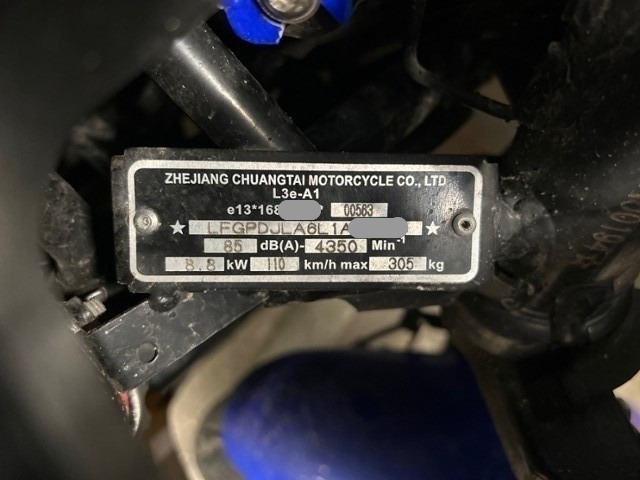 ZHEJIANG CHUANGTAI MOTORCYCLE CO., LTD
L3e-A1
e13*168 00563
★ LFGPDJLA6L1A ★
85 dB(A)- 4350 Min⁻¹
8.8 kW 110 km/h max 305 kg